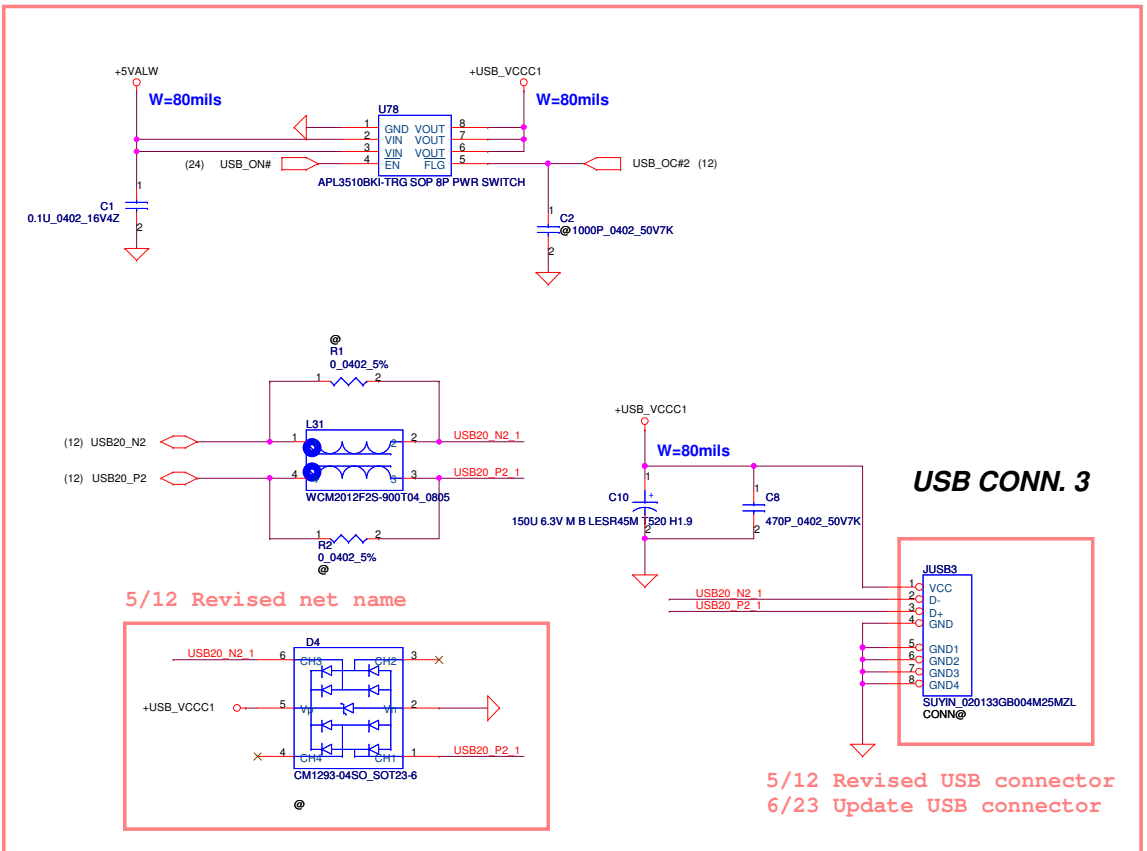 +5VALW
W=80mils
+USB_VCCC1
W=80mils
U78
1 GND VOUT 8
2 VIN VOUT 7
3 VIN VOUT 6
4 EN FLG 5
(24) USB_ON#
USB_OC#2 (12)
APL3510BKI-TRG SOP 8P PWR SWITCH
1
C1
0.1U_0402_16V4Z
2
1
C2
@1000P_0402_50V7K
2
@
R1
0_0402_5%
1 2
L31
(12) USB20_N2
1 2 2
USB20_N2_1
(12) USB20_P2
4 3 3
USB20_P2_1
WCM2012F2S-900T04_0805
1 2
R2
0_0402_5%
@
+USB_VCCC1
W=80mils
1
C10 +
150U 6.3V M B LESR45M T520 H1.9
2
1
C8
470P_0402_50V7K
2
USB CONN. 3
JUSB3
1 VCC
USB20_N2_1 2 D-
USB20_P2_1 3 D+
4 GND
5 GND1
6 GND2
7 GND3
8 GND4
SUYIN_020133GB004M25MZL
CONN@
5/12 Revised net name
D4
USB20_N2_1 6 CH3 CH2 3
+USB_VCCC1 5 Vp Vn 2
4 CH4 CH1 1 USB20_P2_1
CM1293-04SO_SOT23-6
@
5/12 Revised USB connector
6/23 Update USB connector